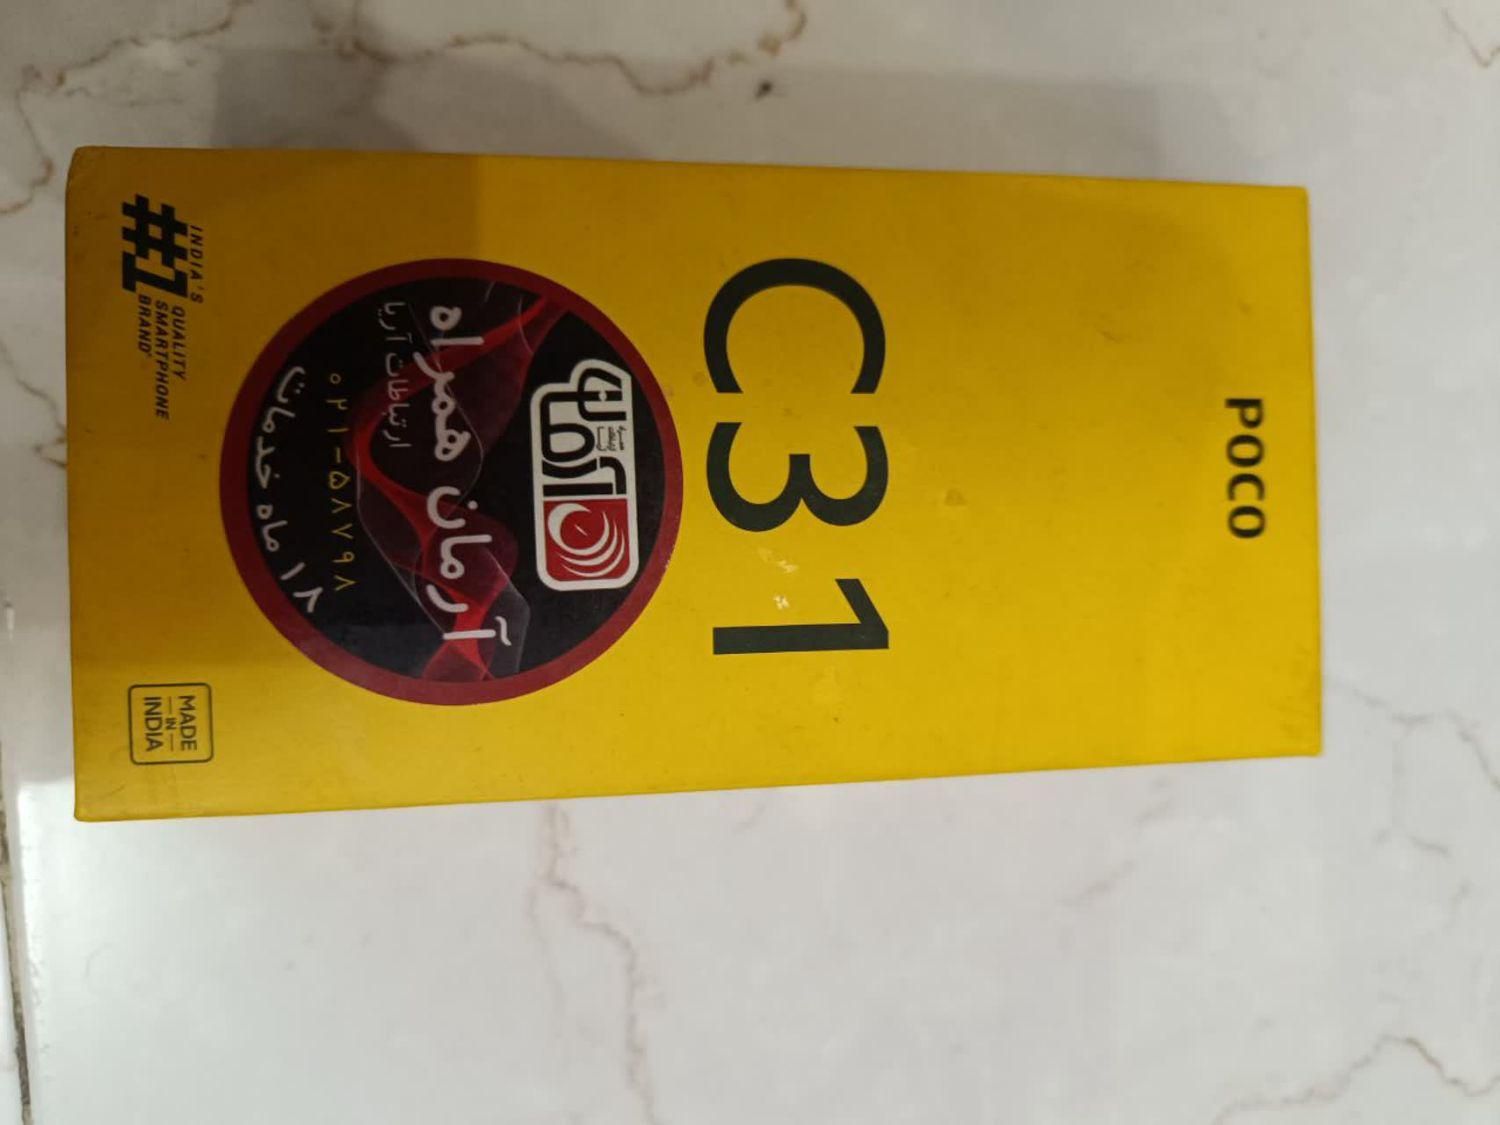 POCO
C31
آرمان
آرمان همراه
ارتباطات آریا
۰۲۱-۵۸۷۹۸
۱۸ ماه خدمات
INDIA'S
#1 QUALITY
SMARTPHONE
BRAND
MADE
IN
INDIA